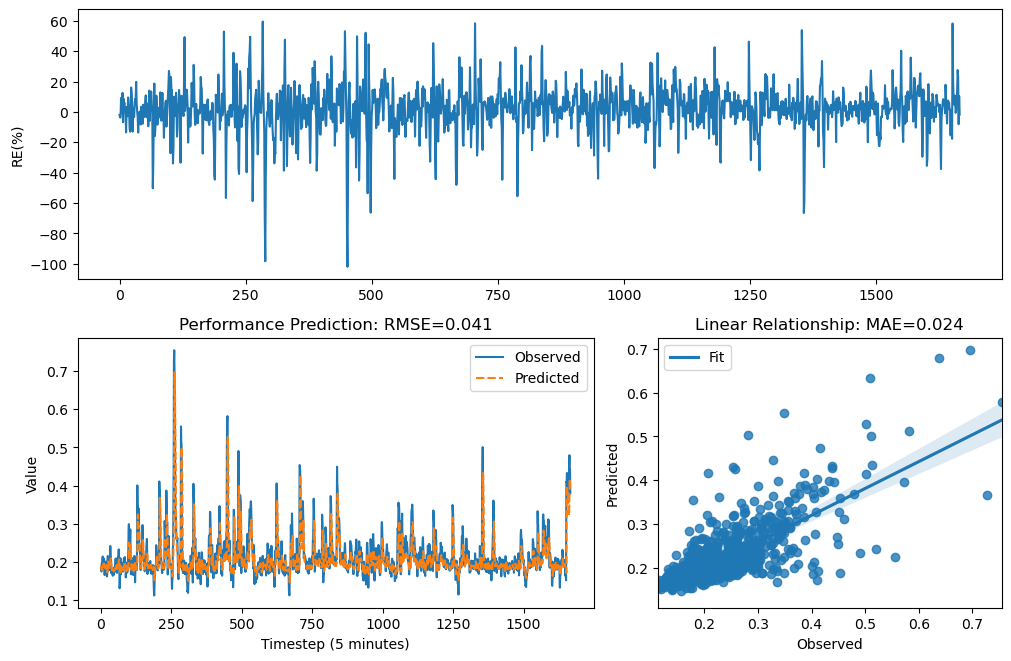 60
40
20
0
−20
−40
−60
−80
−100
RE(%)
0 250 500 750 1000 1250 1500
Performance Prediction: RMSE=0.041
Observed
Predicted
0.7
0.6
0.5
0.4
0.3
0.2
0.1
Value
0 250 500 750 1000 1250 1500
Timestep (5 minutes)
Linear Relationship: MAE=0.024
Fit
0.7
0.6
0.5
0.4
0.3
0.2
Predicted
0.2 0.3 0.4 0.5 0.6 0.7
Observed